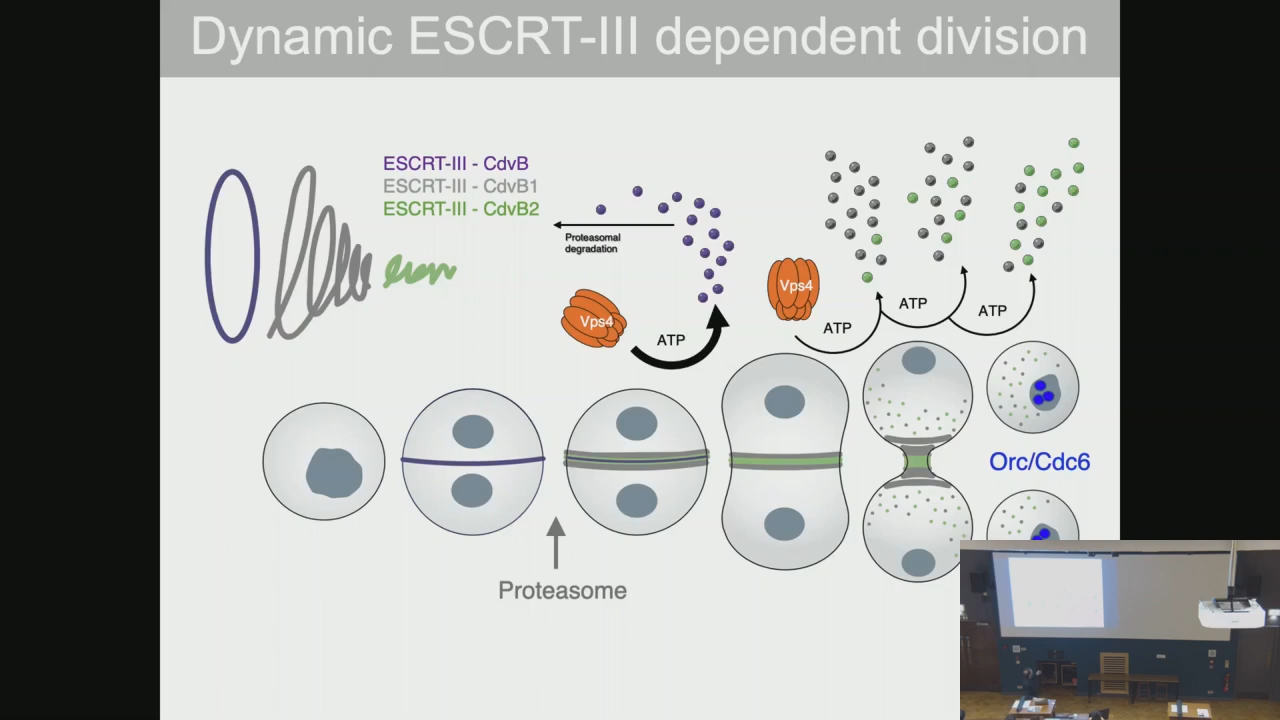 Dynamic ESCRT-III dependent division
ESCRT-III - CdvB
ESCRT-III - CdvB1
ESCRT-III - CdvB2
Proteasomal
degradation
Vps4
ATP
Vps4
ATP
ATP
ATP
Orc/Cdc6
Proteasome